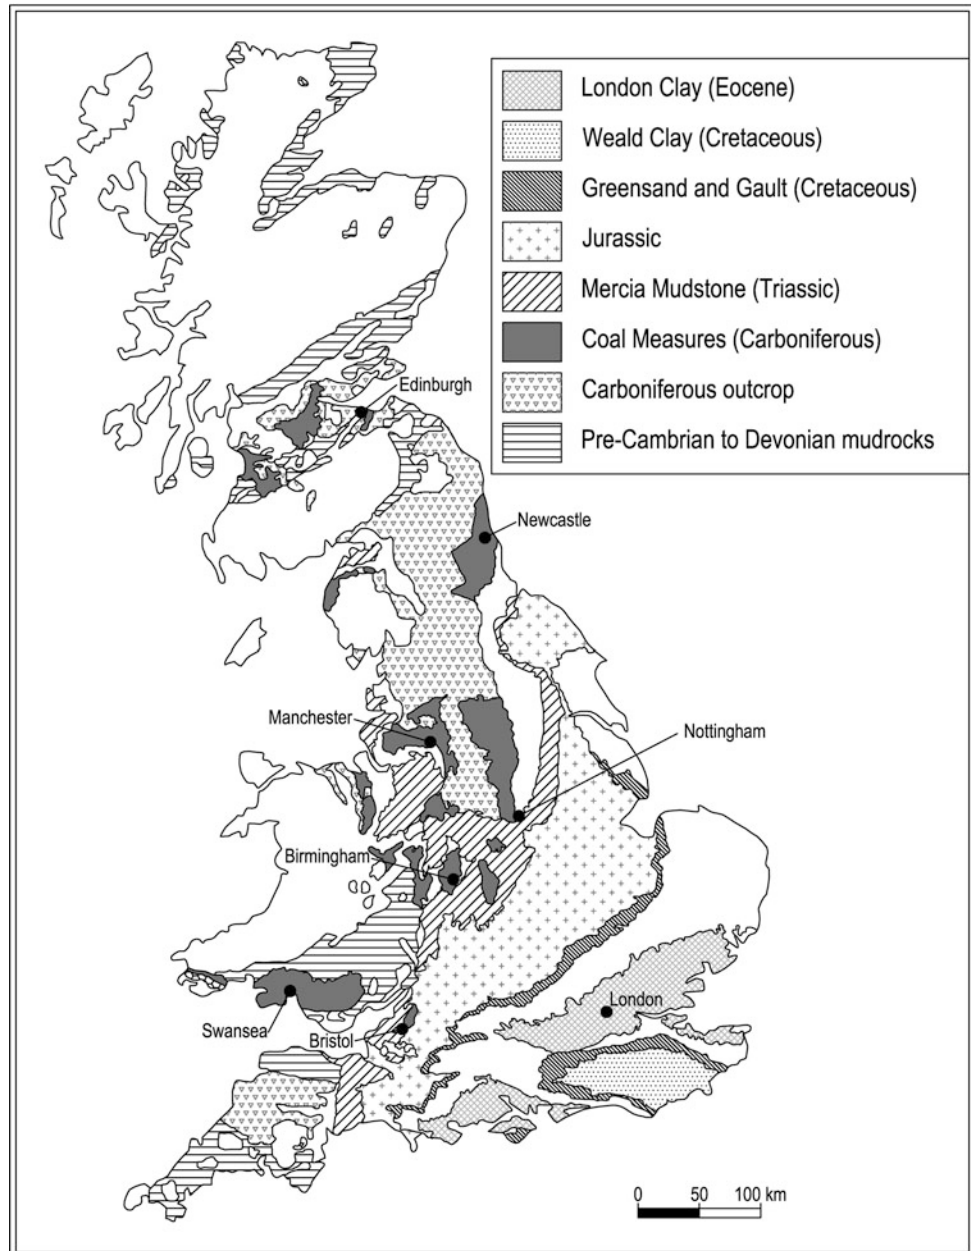 London Clay (Eocene)
Weald Clay (Cretaceous)
Greensand and Gault (Cretaceous)
Jurassic
Mercia Mudstone (Triassic)
Coal Measures (Carboniferous)
Carboniferous outcrop
Pre-Cambrian to Devonian mudrocks
Edinburgh
Newcastle
Manchester
Nottingham
Birmingham
London
Swansea
Bristol
0 50 100 km